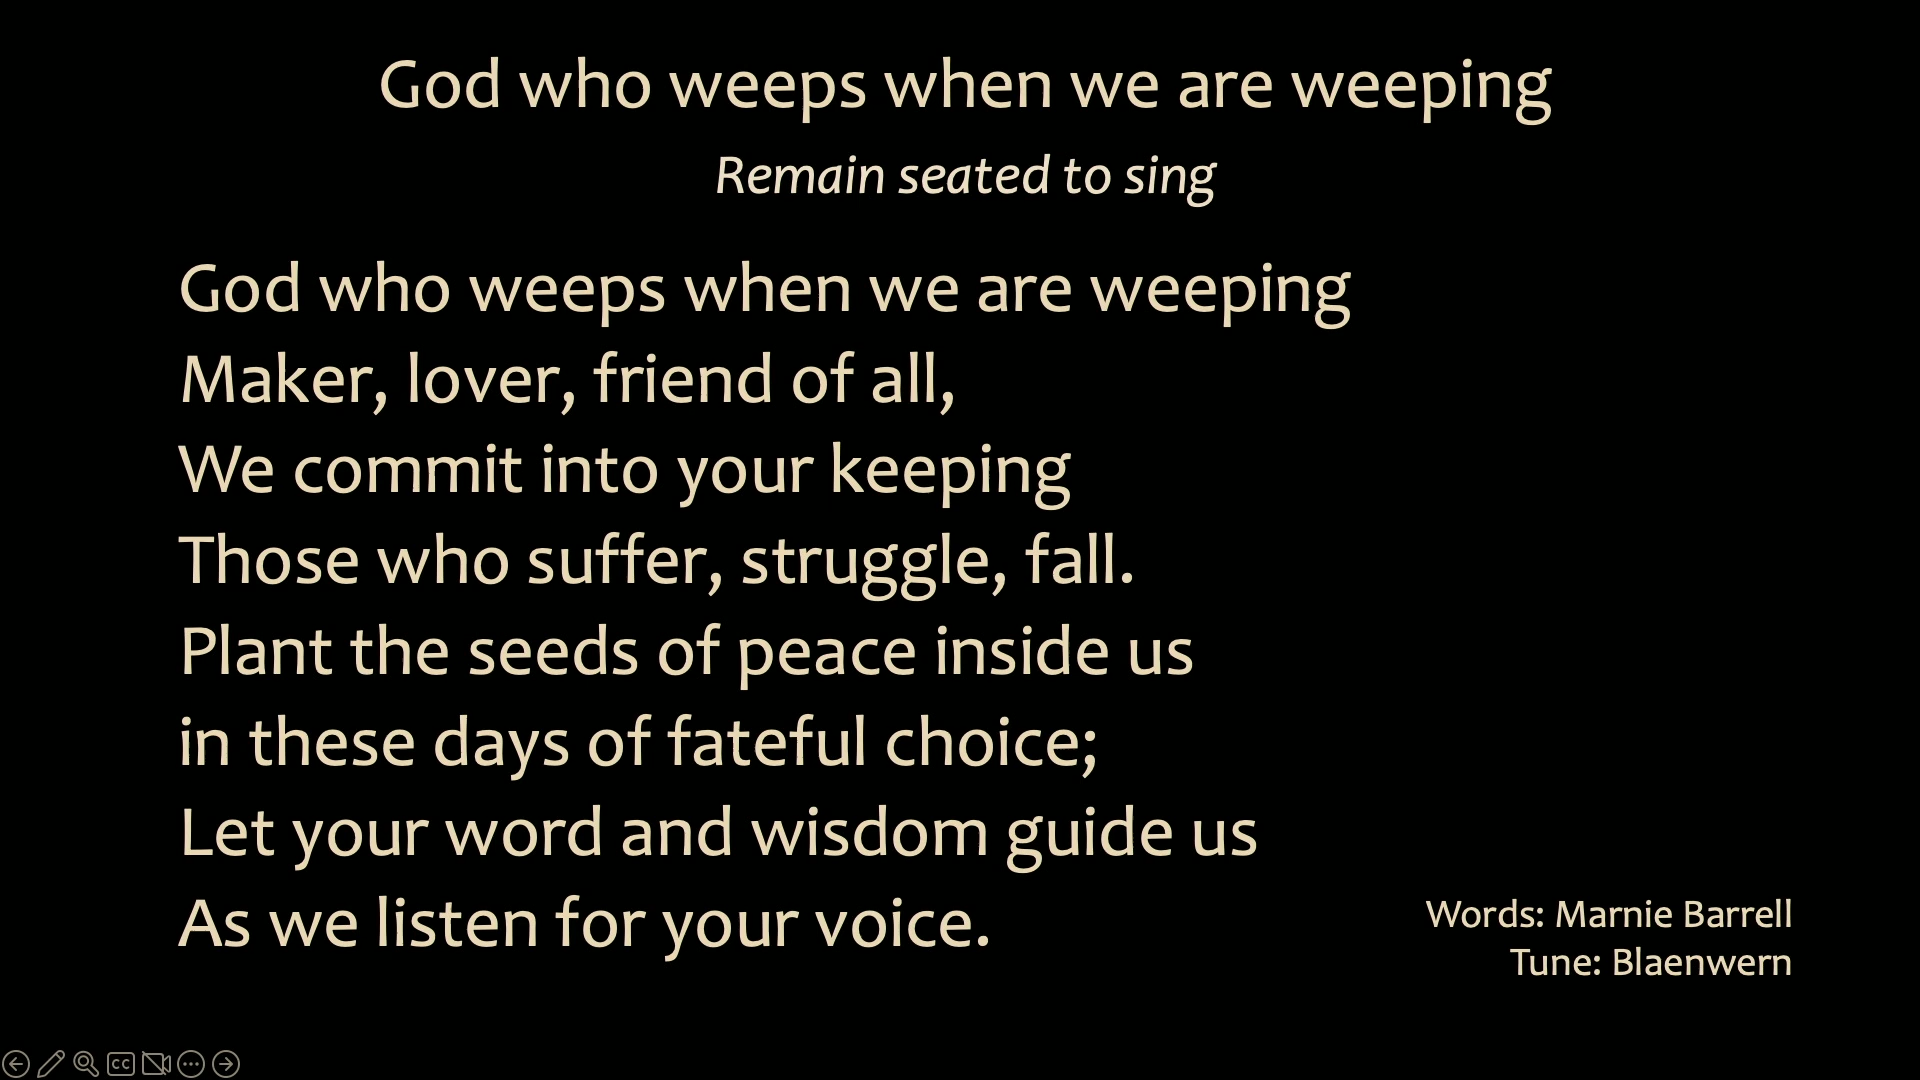 God who weeps when we are weeping
Remain seated to sing
God who weeps when we are weeping
Maker, lover, friend of all,
We commit into your keeping
Those who suffer, struggle, fall.
Plant the seeds of peace inside us
in these days of fateful choice;
Let your word and wisdom guide us
As we listen for your voice.
Words: Marnie Barrell
Tune: Blaenwern
CC